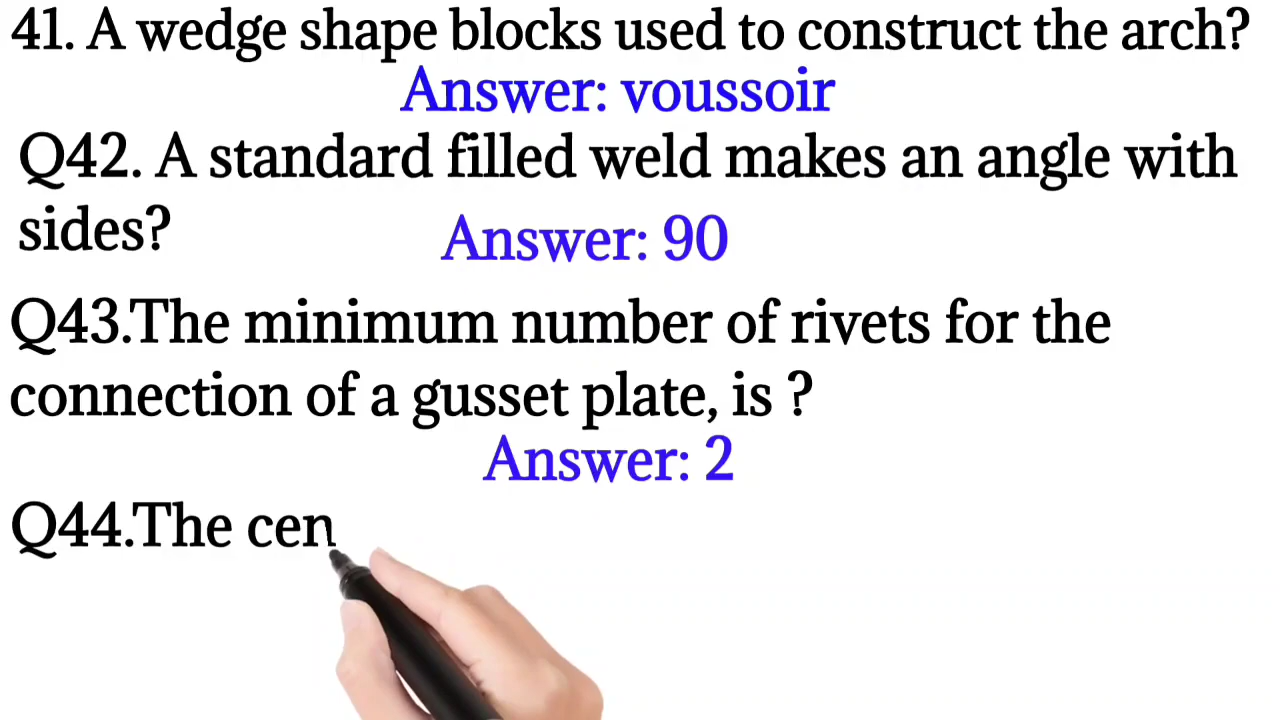 41. A wedge shape blocks used to construct the arch?
Answer: voussoir
Q42. A standard filled weld makes an angle with
sides?
Answer: 90
Q43.The minimum number of rivets for the
connection of a gusset plate, is ?
Answer: 2
Q44.The cen